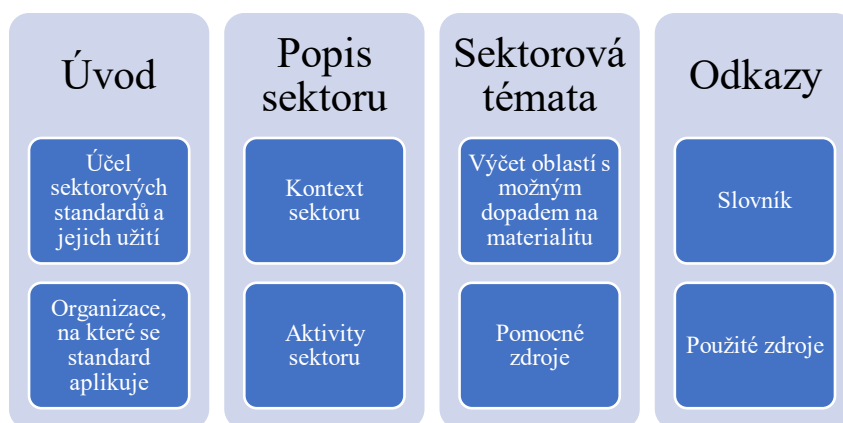 Úvod
Účel
sektorových
standardů a
jejich užití
Organizace,
na které se
standard
aplikuje
Popis
sektoru
Kontext
sektoru
Aktivity
sektoru
Sektorová
témata
Výčet oblastí s
možným
dopadem na
materialitu
Pomocné
zdroje
Odkazy
Slovník
Použité zdroje